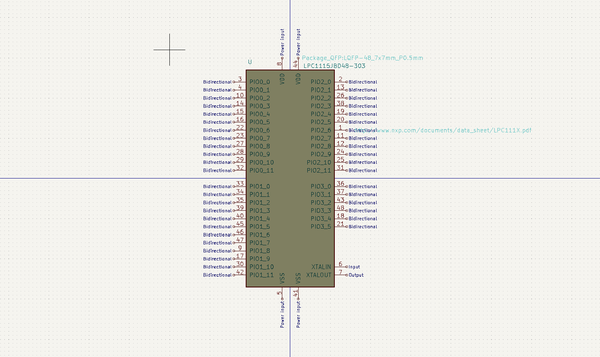 Power input Power input
U Package_QFP:LQFP-48_7x7mm_P0.5mm
LPC1115JBD48-303
8 44
VDD VDD
Bidirectional 3 PIO0_0 PIO2_0 2 Bidirectional
Bidirectional 4 PIO0_1 PIO2_1 13 Bidirectional
Bidirectional 10 PIO0_2 PIO2_2 26 Bidirectional
Bidirectional 14 PIO0_3 PIO2_3 38 Bidirectional
Bidirectional 15 PIO0_4 PIO2_4 19 Bidirectional
Bidirectional 16 PIO0_5 PIO2_5 20 Bidirectional
Bidirectional 22 PIO0_6 PIO2_6 1 www.nxp.com/documents/data_sheet/LPC111X.pdf
Bidirectional 23 PIO0_7 PIO2_7 11 Bidirectional
Bidirectional 27 PIO0_8 PIO2_8 12 Bidirectional
Bidirectional 28 PIO0_9 PIO2_9 24 Bidirectional
Bidirectional 29 PIO0_10 PIO2_10 25 Bidirectional
Bidirectional 32 PIO0_11 PIO2_11 31 Bidirectional
Bidirectional 33 PIO1_0 PIO3_0 36 Bidirectional
Bidirectional 34 PIO1_1 PIO3_1 37 Bidirectional
Bidirectional 35 PIO1_2 PIO3_2 43 Bidirectional
Bidirectional 39 PIO1_3 PIO3_3 48 Bidirectional
Bidirectional 40 PIO1_4 PIO3_4 18 Bidirectional
Bidirectional 45 PIO1_5 PIO3_5 21 Bidirectional
Bidirectional 46 PIO1_6
Bidirectional 47 PIO1_7
Bidirectional 9 PIO1_8
Bidirectional 17 PIO1_9
Bidirectional 30 PIO1_10 XTALIN 6 Input
Bidirectional 42 PIO1_11 XTALOUT 7 Output
VSS VSS
5 41
Power input Power input